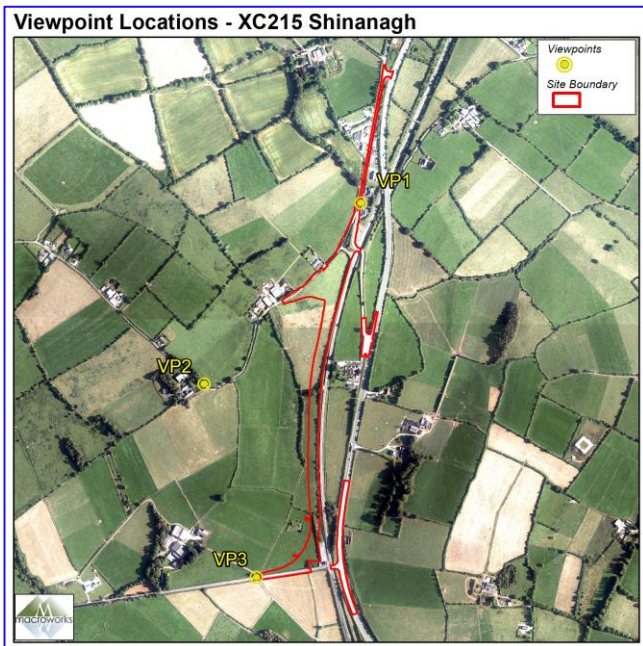 Viewpoint Locations - XC215 Shinanagh
Viewpoints
Site Boundary
VP1
VP2
VP3
macroworks